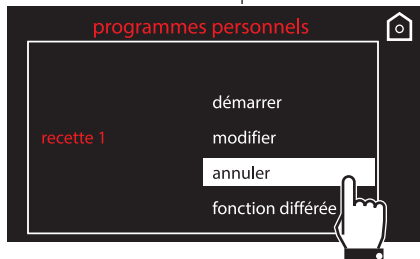 programmes personnels
démarrer
recette 1
modifier
annuler
fonction différée